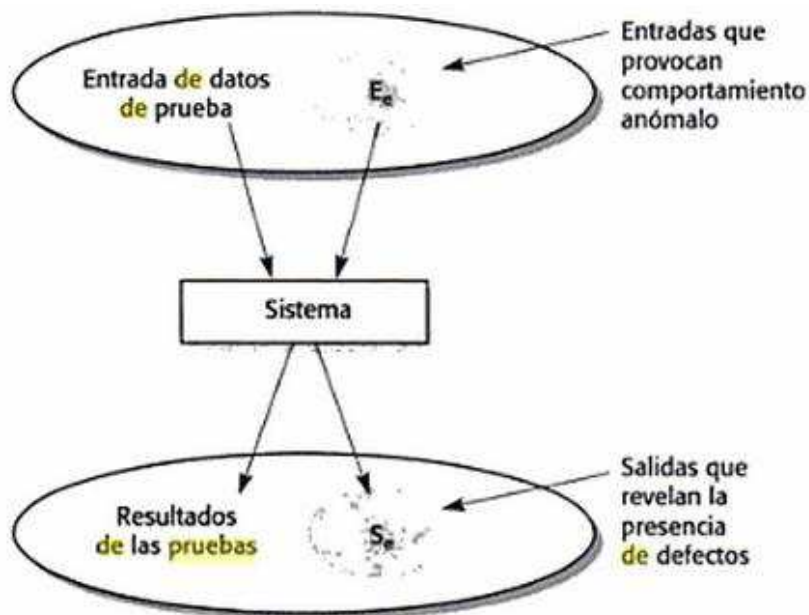 Entrada de datos
de prueba
Ee
Entradas que
provocan
comportamiento
anómalo
Sistema
Resultados
de las pruebas
Se
Salidas que
revelan la
presencia
de defectos